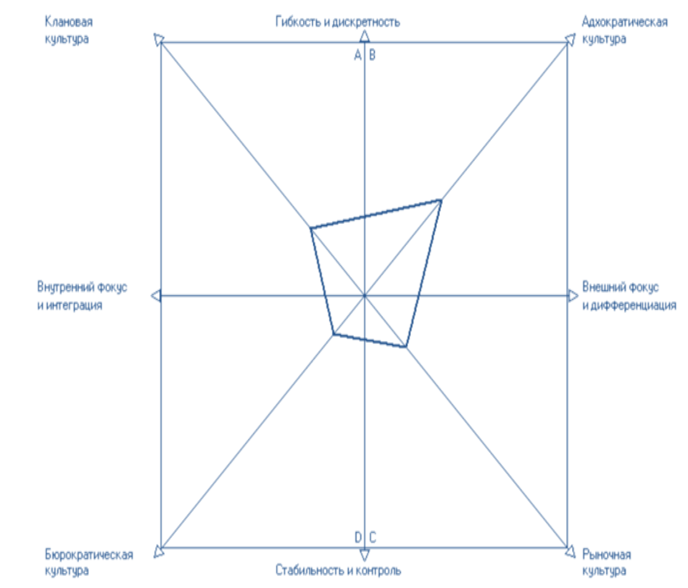 Клановая
культура
Гибкость и дискретность
Адхократическая
культура
A B
Внутренний фокус
и интеграция
Внешний фокус
и дифференциация
D C
Бюрократическая
культура
Стабильность и контроль
Рыночная
культура